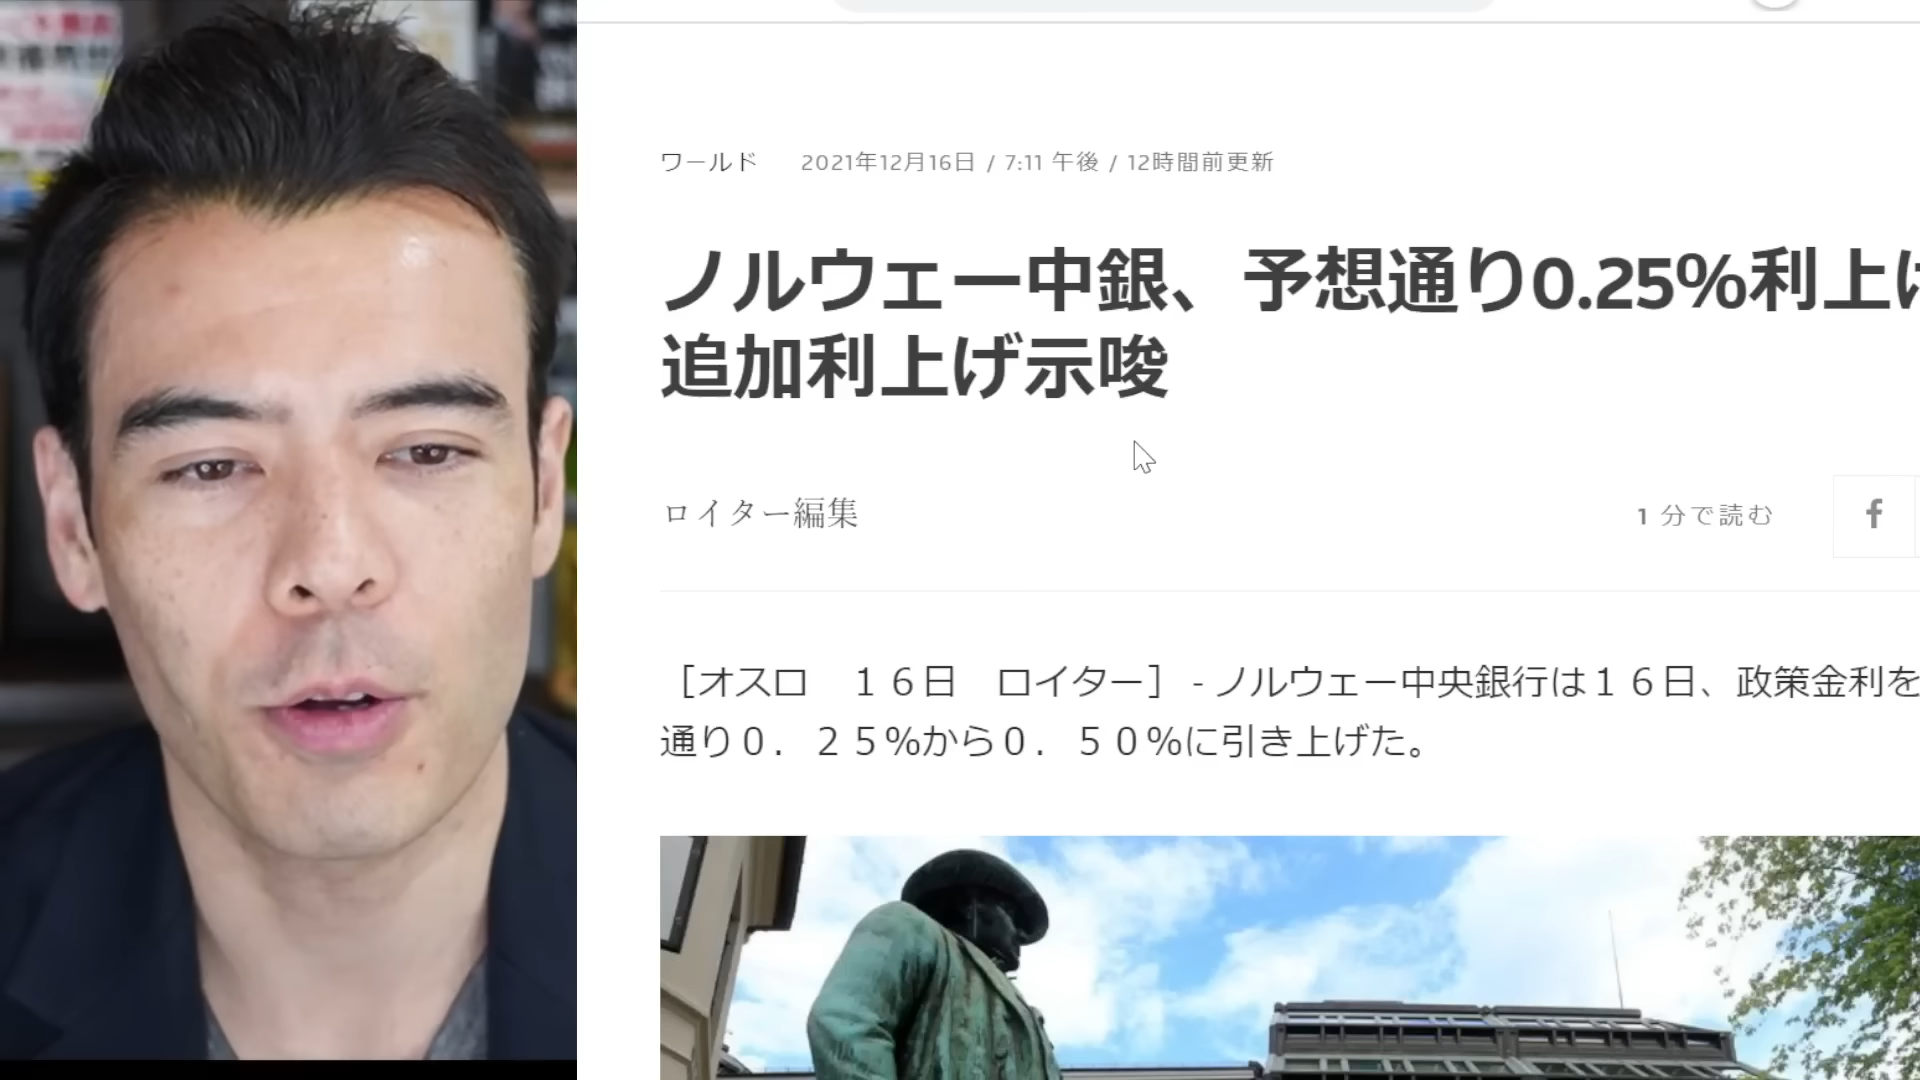 ワールド 2021年12月16日 / 7:11 午後 / 12時間前更新
ノルウェー中銀、予想通り0.25%利上げ
追加利上げ示唆
ロイター編集
1 分で読む
f
［オスロ　１６日　ロイター］ - ノルウェー中央銀行は１６日、政策金利を
通り０．２５％から０．５０％に引き上げた。